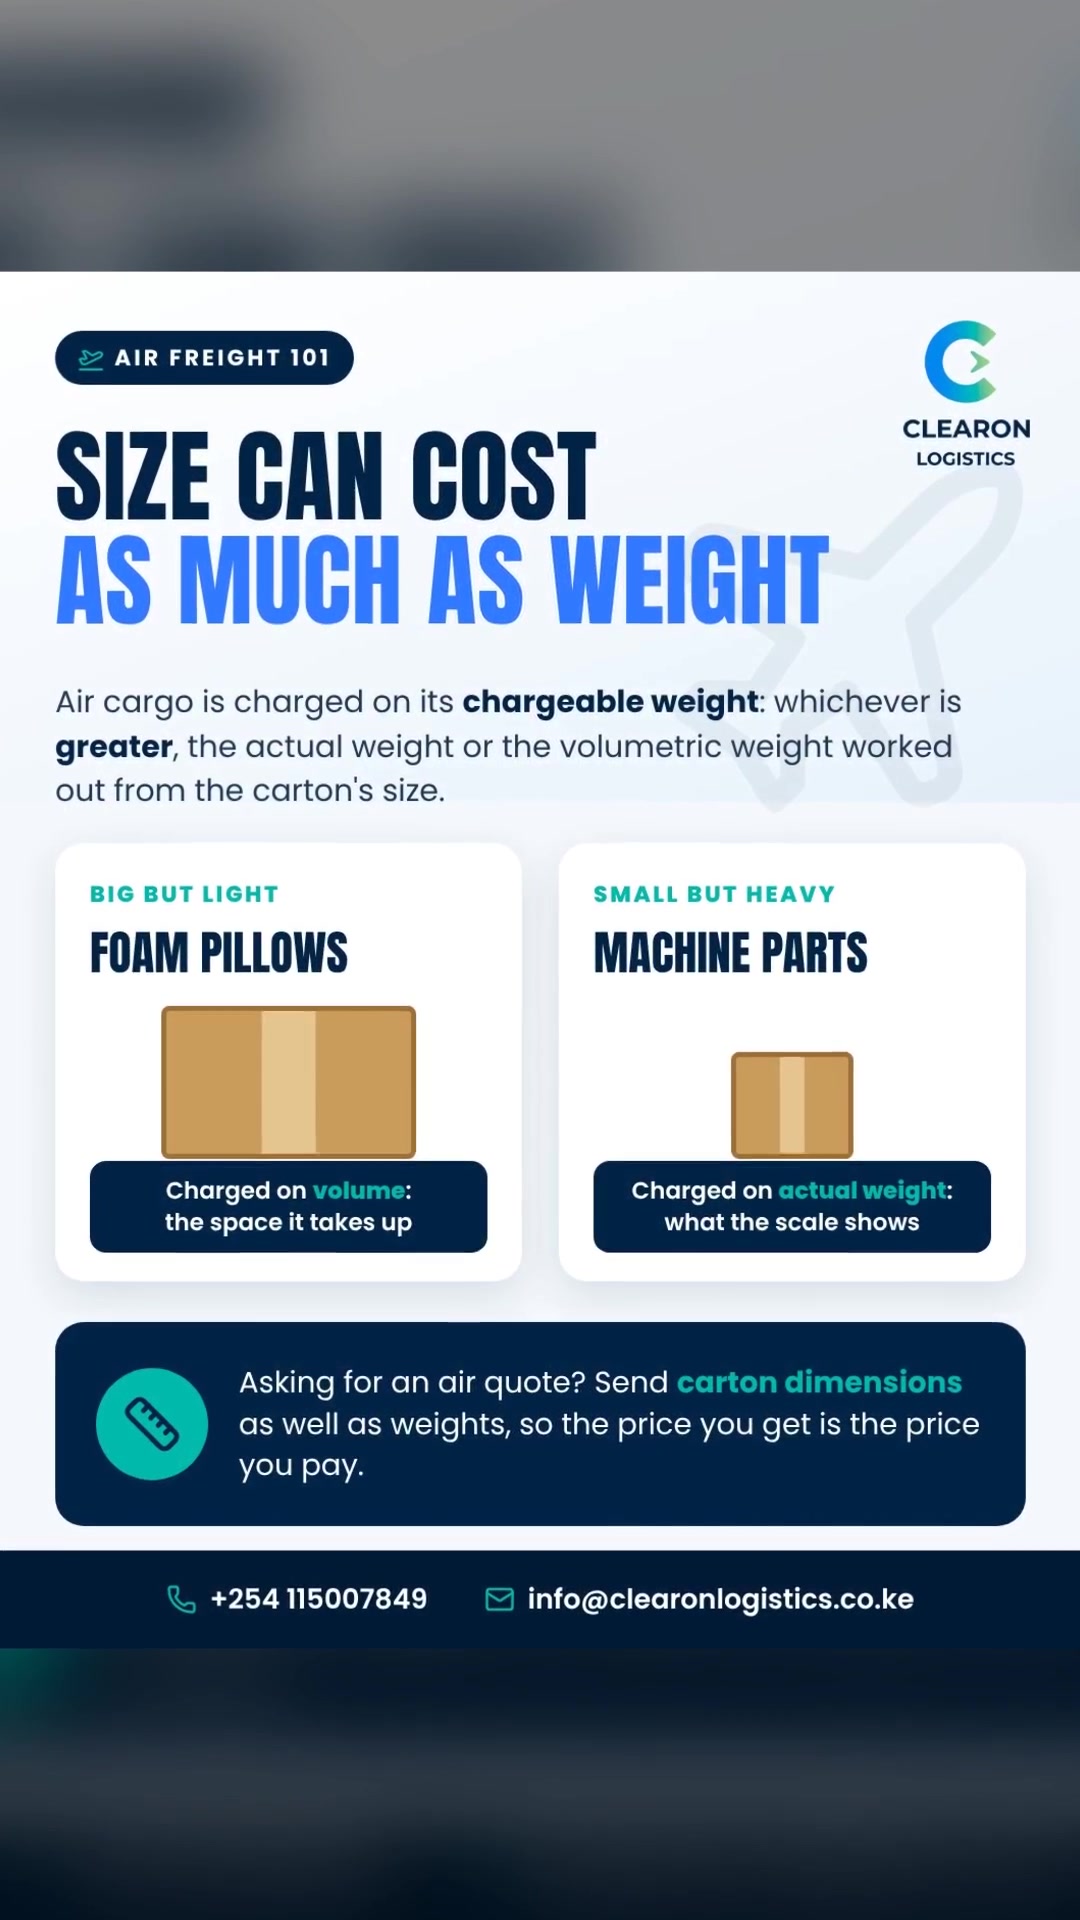 AIR FREIGHT 101
CLEARON
LOGISTICS
SIZE CAN COST
AS MUCH AS WEIGHT
Air cargo is charged on its chargeable weight: whichever is
greater, the actual weight or the volumetric weight worked
out from the carton's size.
BIG BUT LIGHT
FOAM PILLOWS
Charged on volume:
the space it takes up
SMALL BUT HEAVY
MACHINE PARTS
Charged on actual weight:
what the scale shows
Asking for an air quote? Send carton dimensions
as well as weights, so the price you get is the price
you pay.
+254 115007849
info@clearonlogistics.co.ke